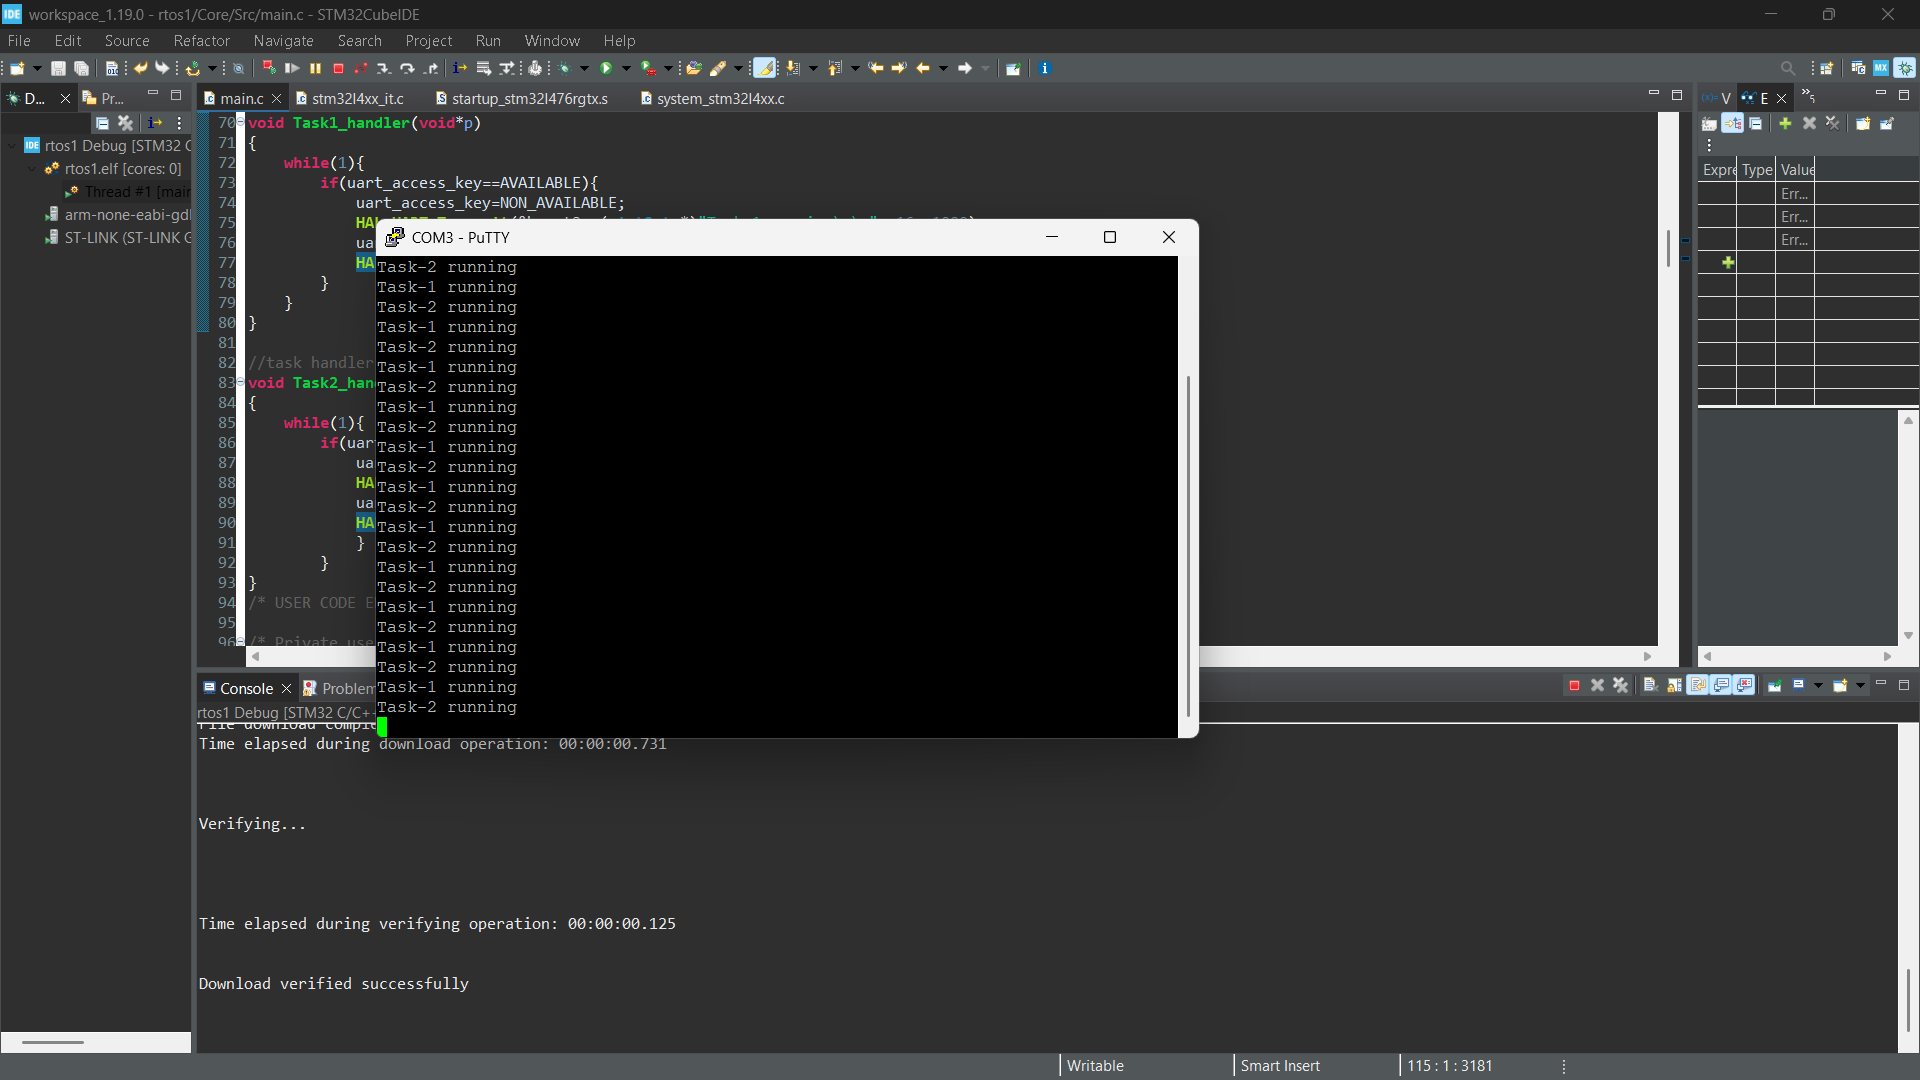 IDE workspace_1.19.0 - rtos1/Core/Src/main.c - STM32CubeIDE
File Edit Source Refactor Navigate Search Project Run Window Help
D... Pr...
main.c stm32l4xx_it.c startup_stm32l476rgtx.s system_stm32l4xx.c
V E 5
rtos1 Debug [STM32 C
rtos1.elf [cores: 0]
Thread #1 [mair
arm-none-eabi-gdl
ST-LINK (ST-LINK G
70 void Task1_handler(void*p)
71 {
72 while(1){
73 if(uart_access_key==AVAILABLE){
74 uart_access_key=NON_AVAILABLE;
75 HAL
76 ua
77 HA
78 }
79 }
80 }
81
82 //task handler
83 void Task2_han
84 {
85 while(1){
86 if(uar
87 ua
88 HA
89 ua
90 HA
91 }
92 }
93 }
94 /* USER CODE E
95
96 /* Private use
COM3 - PuTTY
Task-2 running
Task-1 running
Task-2 running
Task-1 running
Task-2 running
Task-1 running
Task-2 running
Task-1 running
Task-2 running
Task-1 running
Task-2 running
Task-1 running
Task-2 running
Task-1 running
Task-2 running
Task-1 running
Task-2 running
Task-1 running
Task-2 running
Task-1 running
Task-2 running
Task-1 running
Task-2 running
Expre Type Value
Err...
Err...
Err...
Console Problem
rtos1 Debug [STM32 C/C++
File download comple
Time elapsed during download operation: 00:00:00.731
Verifying...
Time elapsed during verifying operation: 00:00:00.125
Download verified successfully
Writable Smart Insert 115 : 1 : 3181